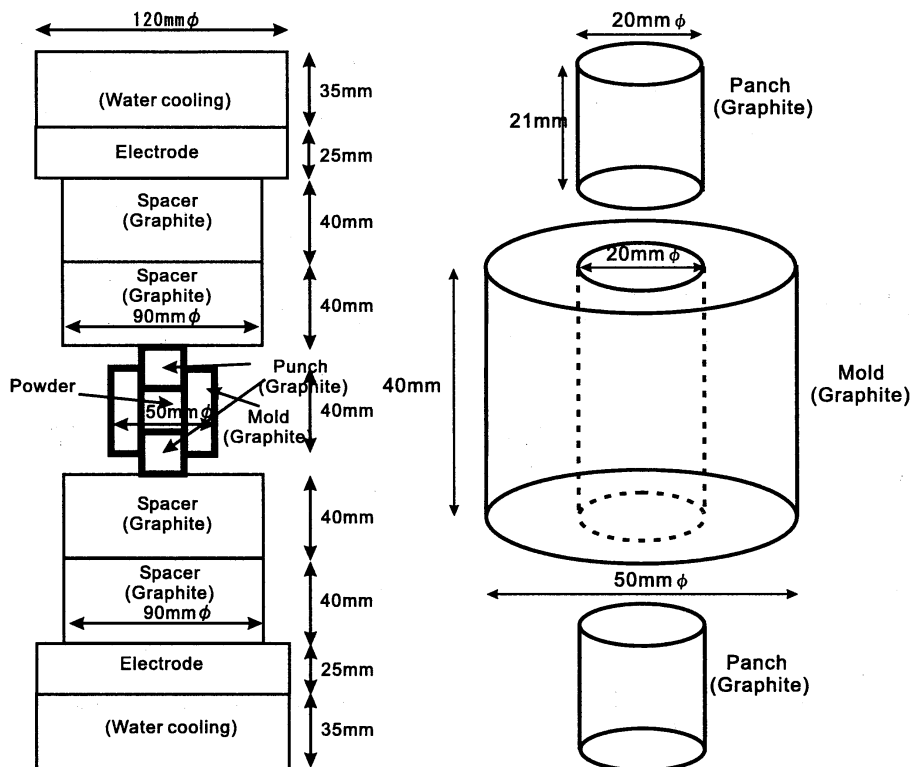 120mmφ
(Water cooling)
35mm
Electrode
25mm
Spacer
(Graphite)
40mm
Spacer
(Graphite)
90mmφ
40mm
Powder
Punch
(Graphite)
50mmφ
Mold
(Graphite)
40mm
Spacer
(Graphite)
40mm
Spacer
(Graphite)
90mmφ
40mm
Electrode
25mm
(Water cooling)
35mm
20mmφ
Panch
(Graphite)
21mm
20mmφ
40mm
Mold
(Graphite)
50mmφ
Panch
(Graphite)